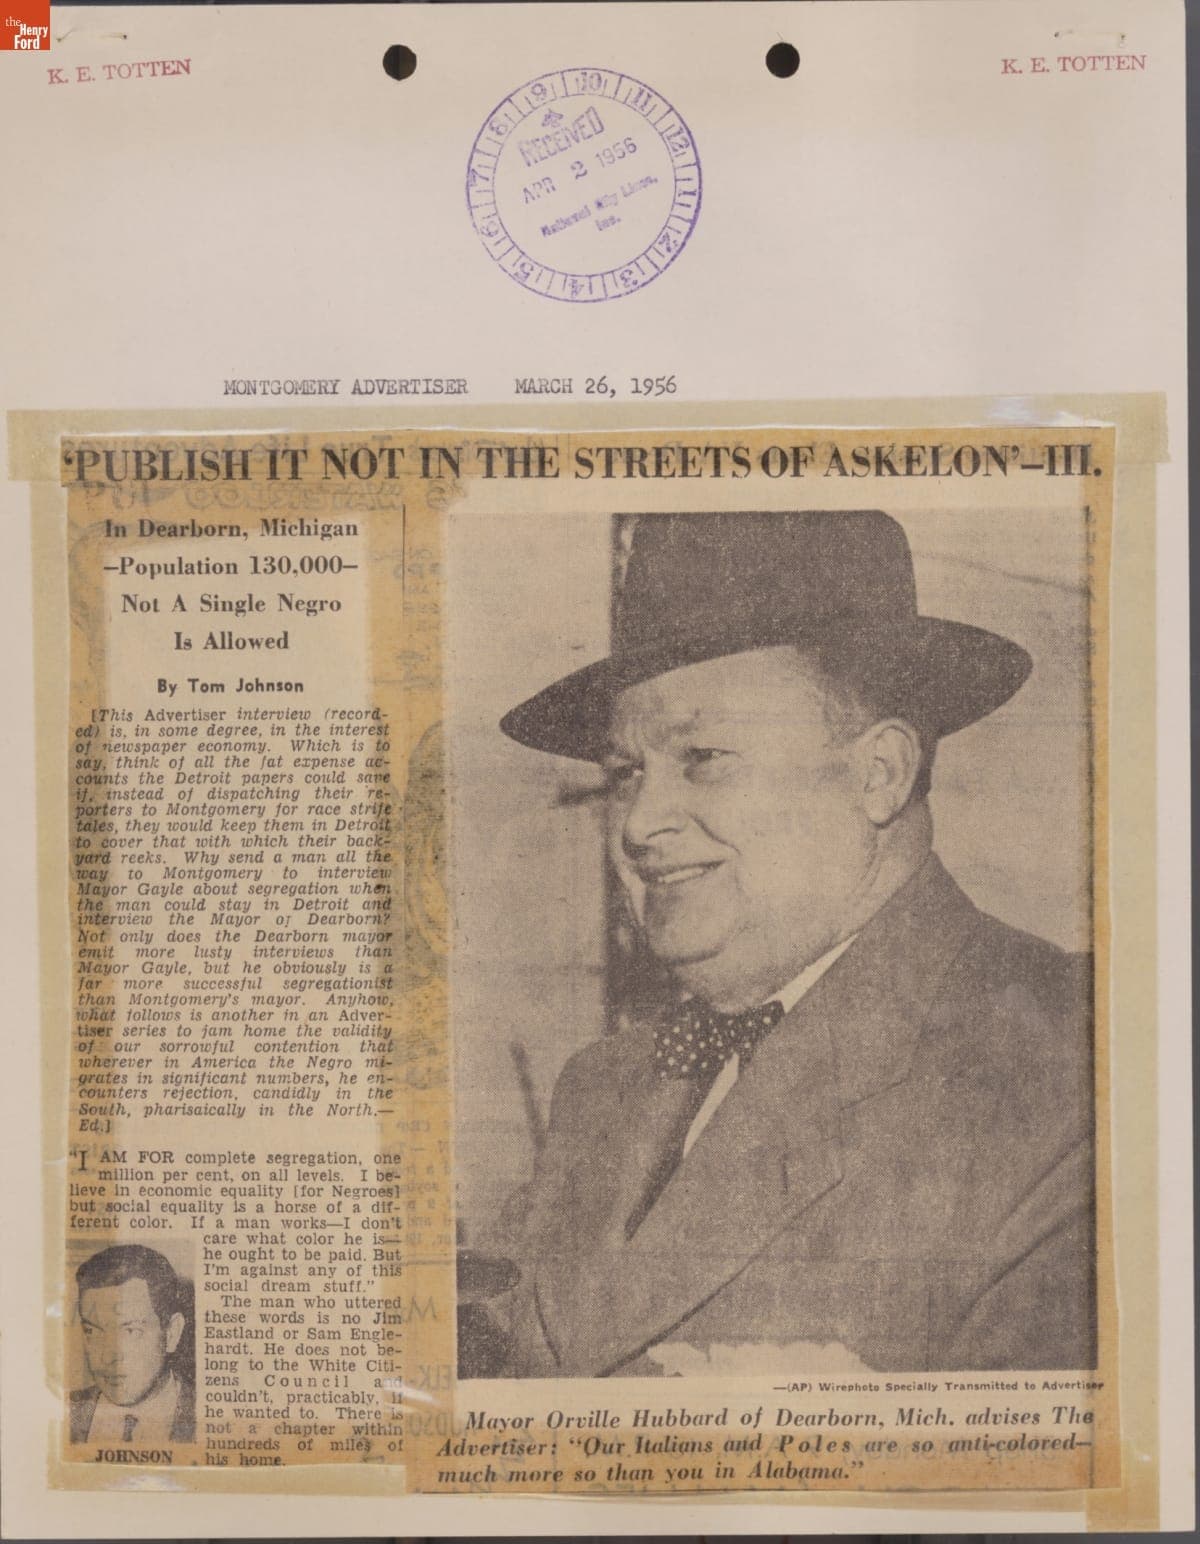 the
Henry
Ford
K. E. TOTTEN
K. E. TOTTEN
9 10 11 12 1 2 3 4 5 6 7 8
RECEIVED
APR 2 1956
National City Lines,
Inc.
MONTGOMERY ADVERTISER MARCH 26, 1956
'PUBLISH IT NOT IN THE STREETS OF ASKELON'—III.
In Dearborn, Michigan
—Population 130,000—
Not A Single Negro
Is Allowed
By Tom Johnson
[This Advertiser interview (record-
ed) is, in some degree, in the interest
of newspaper economy. Which is to
say, think of all the fat expense ac-
counts the Detroit papers could save
if, instead of dispatching their re-
porters to Montgomery for race strife
tales, they would keep them in Detroit
to cover that with which their back-
yard reeks. Why send a man all the
way to Montgomery to interview
Mayor Gayle about segregation when
the man could stay in Detroit and
interview the Mayor of Dearborn?
Not only does the Dearborn mayor
emit more lusty interviews than
Mayor Gayle, but he obviously is a
far more successful segregationist
than Montgomery's mayor. Anyhow,
what follows is another in an Adver-
tiser series to jam home the validity
of our sorrowful contention that
wherever in America the Negro mi-
grates in significant numbers, he en-
counters rejection, candidly in the
South, pharisaically in the North.—
Ed.]
"I AM FOR complete segregation, one
million per cent, on all levels. I be-
lieve in economic equality [for Negroes]
but social equality is a horse of a dif-
ferent color. If a man works—I don't
care what color he is—
he ought to be paid. But
I'm against any of this
social dream stuff."
The man who uttered
these words is no Jim
Eastland or Sam Engle-
hardt. He does not be-
long to the White Citi-
zens Council and
couldn't, practicably, if
he wanted to. There is
not a chapter within
hundreds of miles of
his home.
JOHNSON
—(AP) Wirephoto Specially Transmitted to Advertiser
Mayor Orville Hubbard of Dearborn, Mich. advises The
Advertiser: "Our Italians and Poles are so anti-colored—
much more so than you in Alabama."